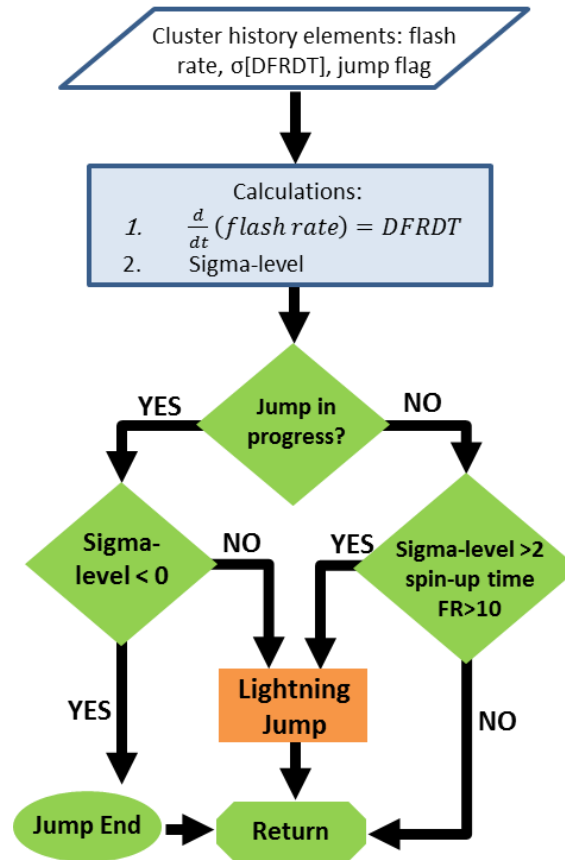 Cluster history elements: flash
rate, σ[DFRDT], jump flag
Calculations:
1. d/dt (flash rate) = DFRDT
2. Sigma-level
YES
Jump in
progress?
NO
Sigma-
level < 0
NO
YES
Sigma-level >2
spin-up time
FR>10
YES
Lightning
Jump
NO
Jump End
Return